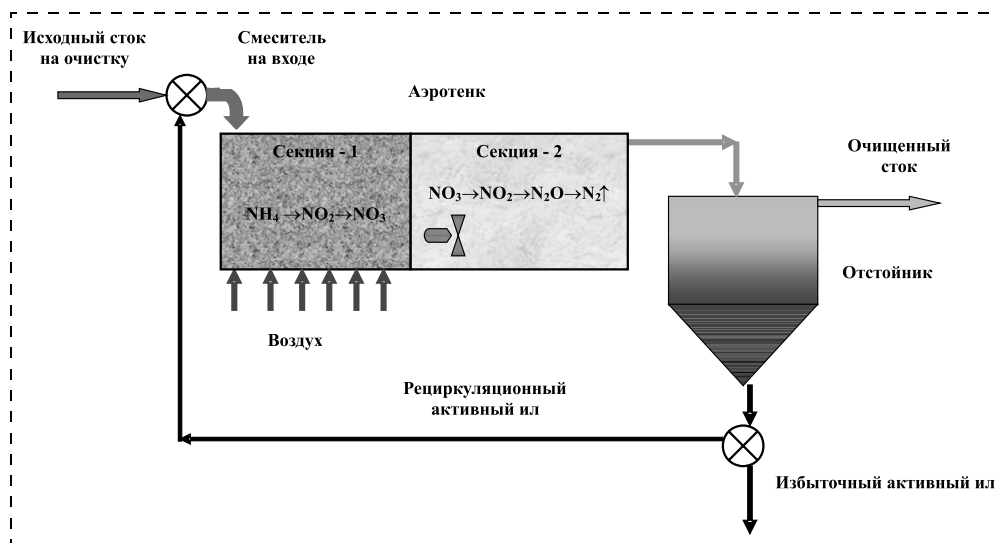 Исходный сток
на очистку
Смеситель
на входе
Аэротенк
Секция - 1
NH₄ →NO₂→NO₃
Секция - 2
NO₃→NO₂→N₂O→N₂↑
Воздух
Очищенный
сток
Отстойник
Рециркуляционный
активный ил
Избыточный активный ил